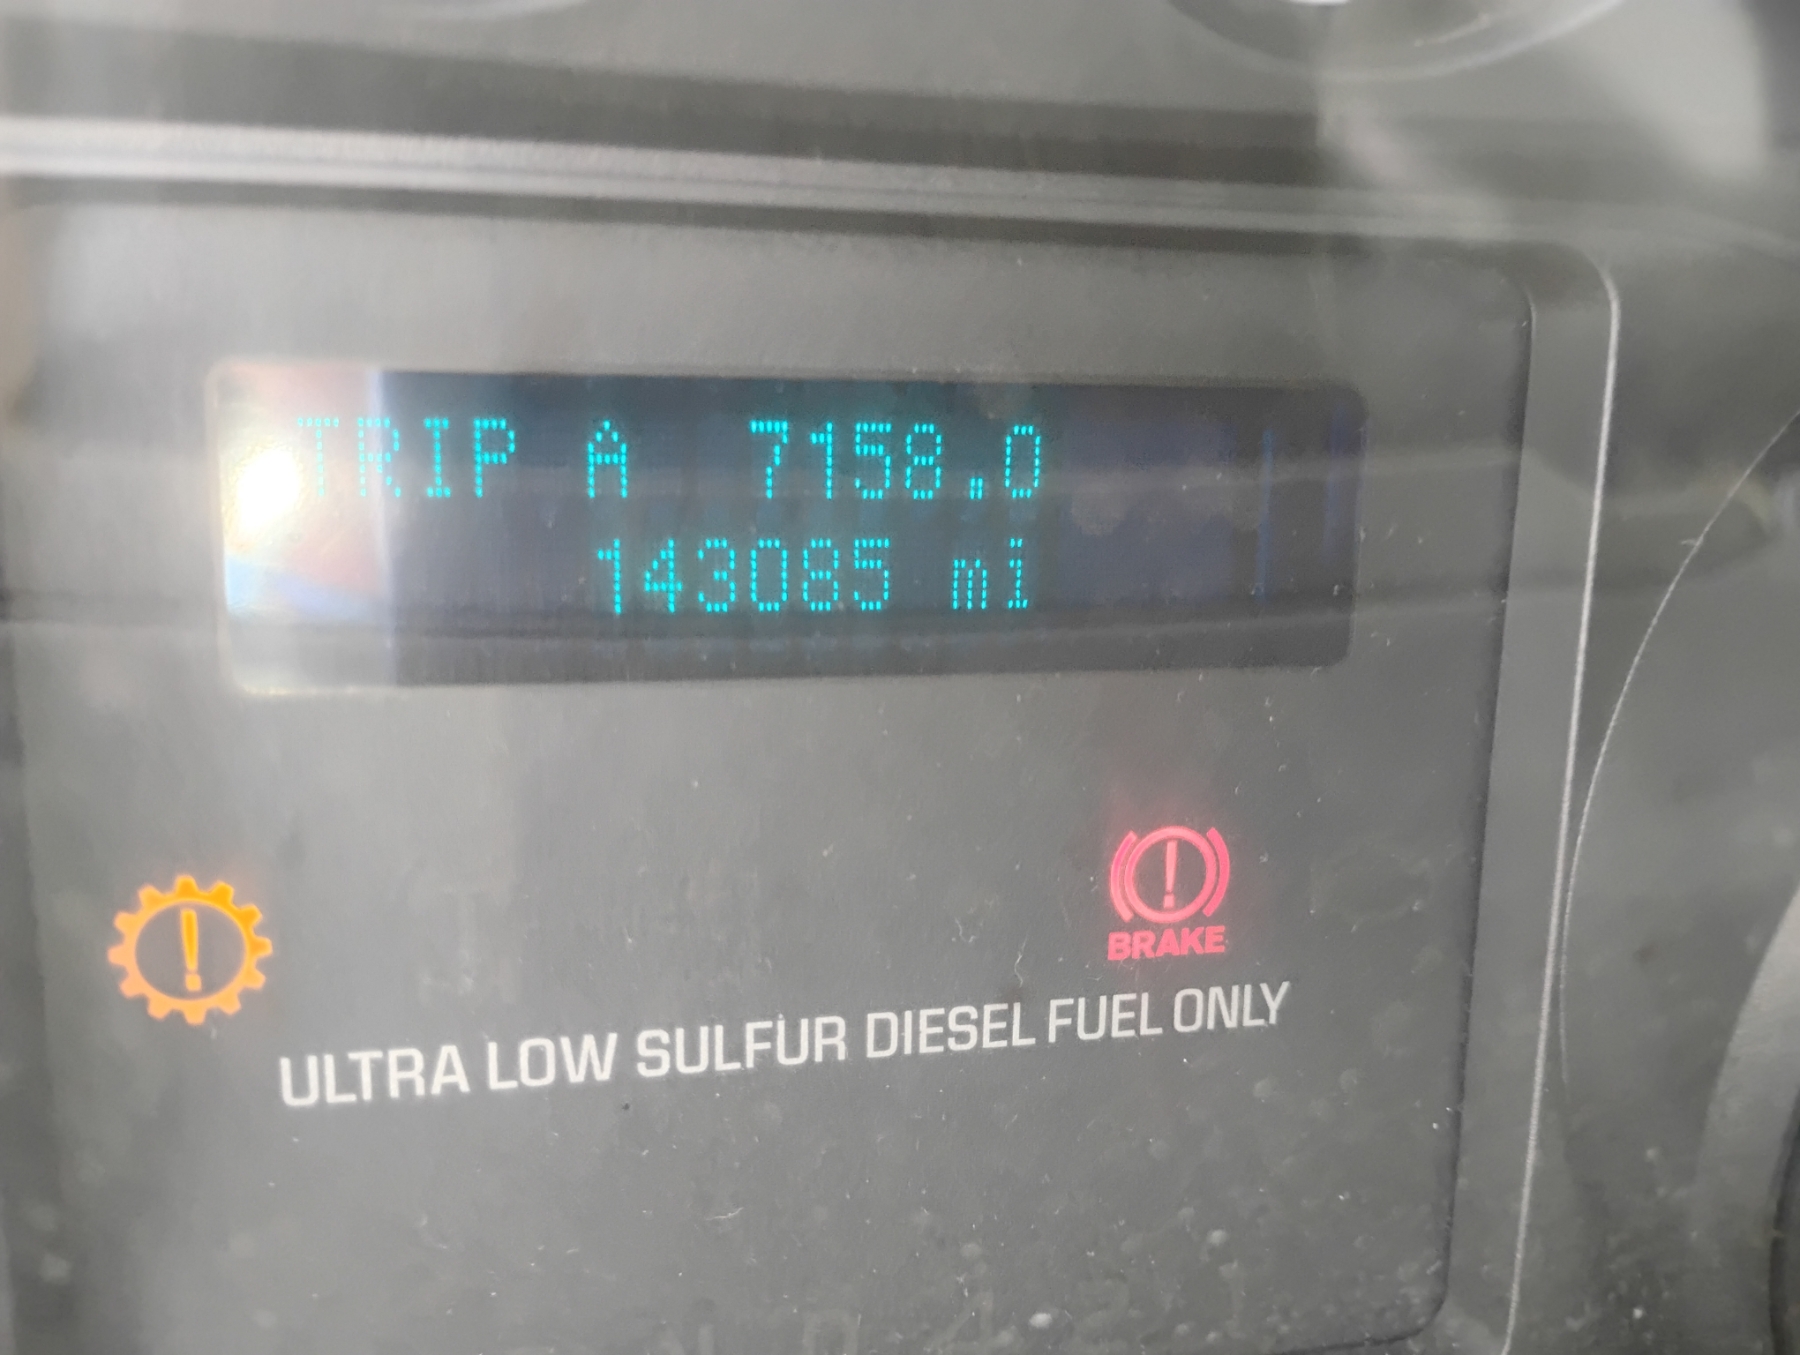 TRIP A 7158.0
143085 mi
!
!
BRAKE
ULTRA LOW SULFUR DIESEL FUEL ONLY